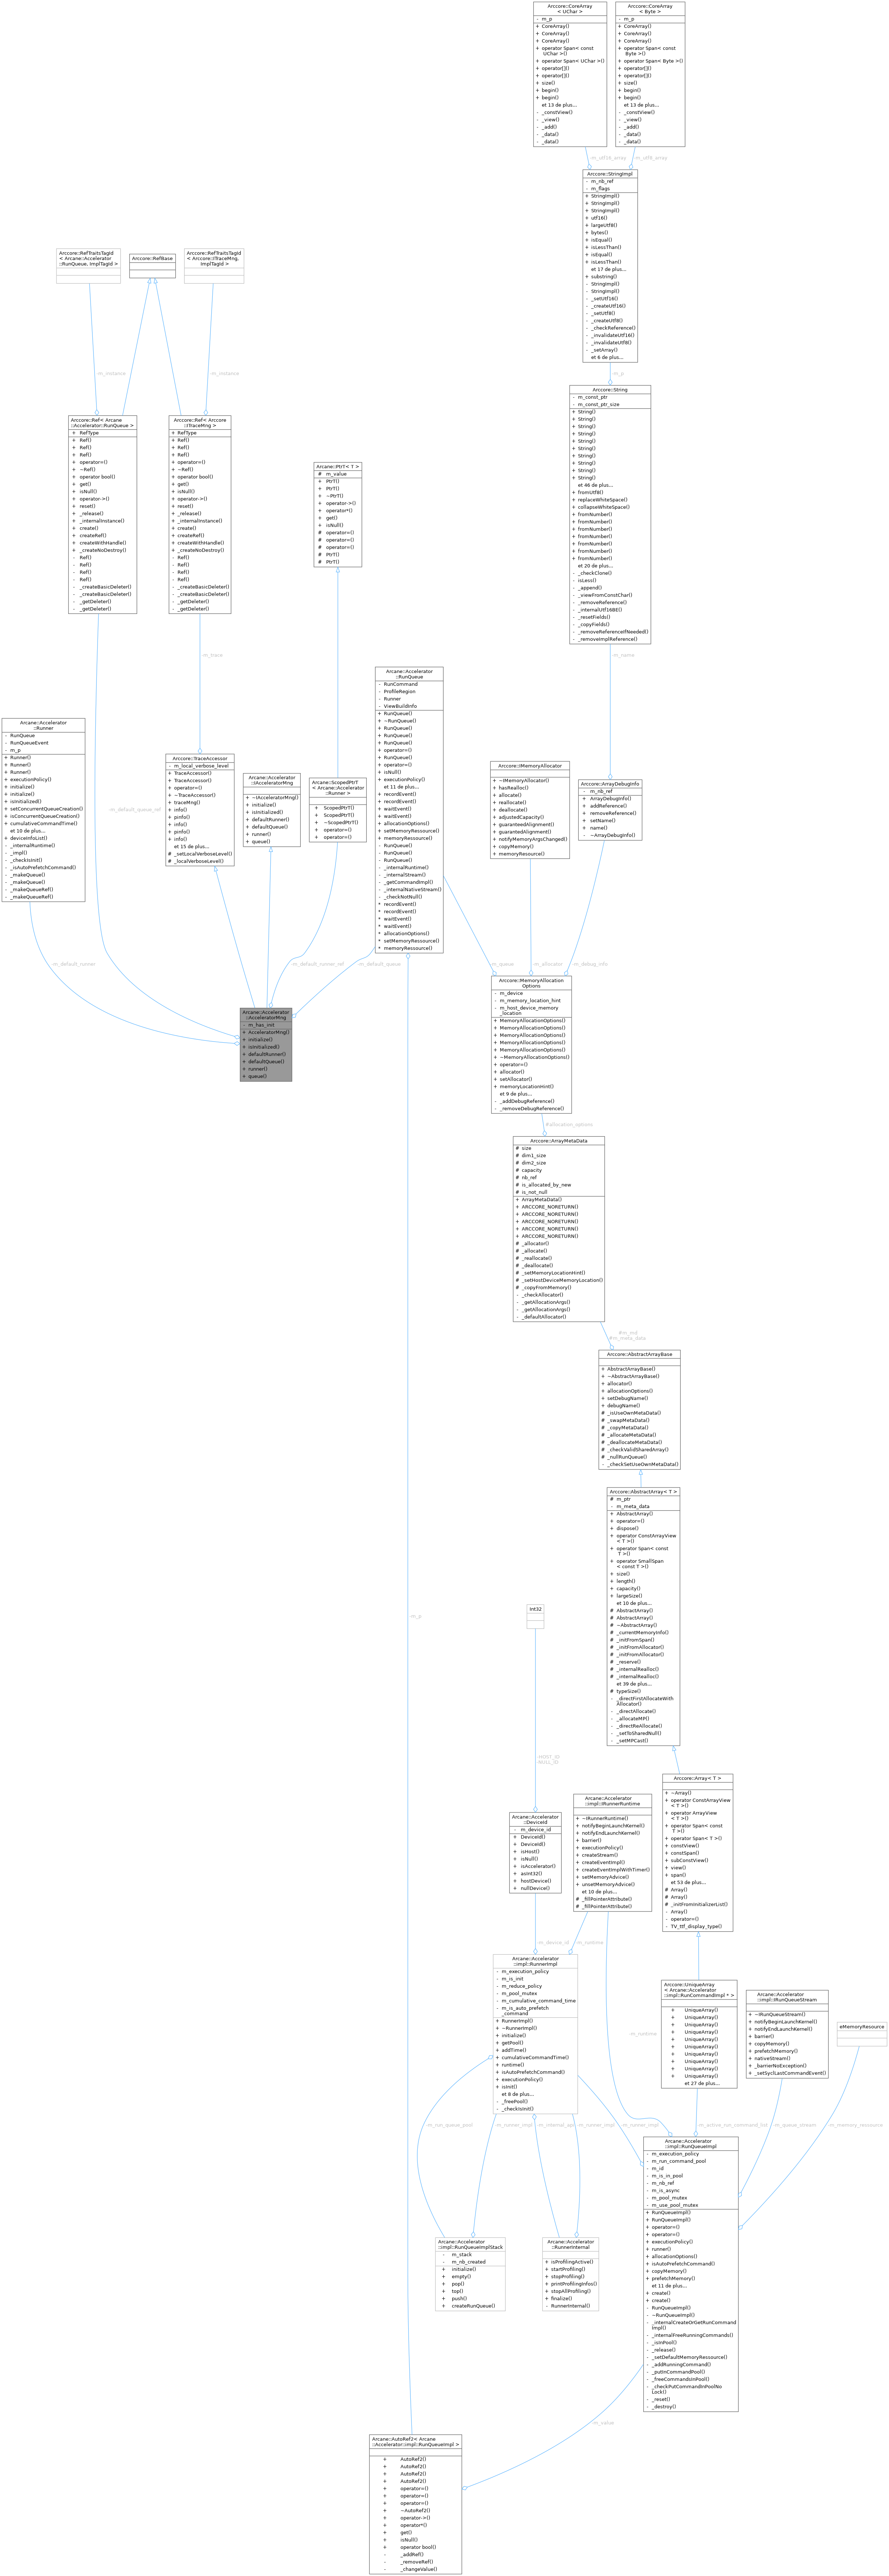 Arccore::CoreArray
< UChar >
- m_p
+ CoreArray()
+ CoreArray()
+ CoreArray()
+ operator Span< const
UChar >()
+ operator Span< UChar >()
+ operator[]()
+ operator[]()
+ size()
+ begin()
+ begin()
et 13 de plus...
- _constView()
- _view()
- _add()
- _data()
- _data()
Arccore::CoreArray
< Byte >
- m_p
+ CoreArray()
+ CoreArray()
+ CoreArray()
+ operator Span< const
Byte >()
+ operator Span< Byte >()
+ operator[]()
+ operator[]()
+ size()
+ begin()
+ begin()
et 13 de plus...
- _constView()
- _view()
- _add()
- _data()
- _data()
-m_utf16_array
-m_utf8_array
Arccore::StringImpl
- m_nb_ref
- m_flags
+ StringImpl()
+ StringImpl()
+ StringImpl()
+ utf16()
+ largeUtf8()
+ bytes()
+ isEqual()
+ isLessThan()
+ isEqual()
+ isLessThan()
et 17 de plus...
+ substring()
- StringImpl()
- StringImpl()
- _setUtf16()
- _createUtf16()
- _setUtf8()
- _createUtf8()
- _checkReference()
- _invalidateUtf16()
- _invalidateUtf8()
- _setArray()
et 6 de plus...
-m_p
Arccore::RefTraitsTagId
< Arcane::Accelerator
::RunQueue, ImplTagId >
Arccore::RefBase
Arccore::RefTraitsTagId
< Arccore::ITraceMng,
ImplTagId >
-m_instance
-m_instance
Arccore::Ref< Arcane
::Accelerator::RunQueue >
+ RefType
+ Ref()
+ Ref()
+ Ref()
+ operator=()
+ ~Ref()
+ operator bool()
+ get()
+ isNull()
+ operator->()
+ reset()
+ _release()
+ _internalInstance()
+ create()
+ createRef()
+ createWithHandle()
+ _createNoDestroy()
- Ref()
- Ref()
- Ref()
- Ref()
- _createBasicDeleter()
- _createBasicDeleter()
- _getDeleter()
- _getDeleter()
Arccore::Ref< Arccore
::ITraceMng >
+ RefType
+ Ref()
+ Ref()
+ Ref()
+ operator=()
+ ~Ref()
+ operator bool()
+ get()
+ isNull()
+ operator->()
+ reset()
+ _release()
+ _internalInstance()
+ create()
+ createRef()
+ createWithHandle()
+ _createNoDestroy()
- Ref()
- Ref()
- Ref()
- Ref()
- _createBasicDeleter()
- _createBasicDeleter()
- _getDeleter()
- _getDeleter()
Arccore::String
- m_const_ptr
- m_const_ptr_size
+ String()
+ String()
+ String()
+ String()
+ String()
+ String()
+ String()
+ String()
+ String()
+ String()
et 46 de plus...
+ fromUtf8()
+ replaceWhiteSpace()
+ collapseWhiteSpace()
+ fromNumber()
+ fromNumber()
+ fromNumber()
+ fromNumber()
+ fromNumber()
+ fromNumber()
+ fromNumber()
et 20 de plus...
- _checkClone()
- isLess()
- _append()
- _viewFromConstChar()
- _removeReference()
- _internalUtf16BE()
- _resetFields()
- _copyFields()
- _removeReferenceIfNeeded()
- _removeImplReference()
Arcane::PtrT< T >
# m_value
+ PtrT()
+ PtrT()
+ ~PtrT()
+ operator->()
+ operator*()
+ get()
+ isNull()
# operator=()
# operator=()
# operator=()
# PtrT()
# PtrT()
-m_trace
-m_name
Arcane::Accelerator
::Runner
- RunQueue
- RunQueueEvent
- m_p
+ Runner()
+ Runner()
+ Runner()
+ executionPolicy()
+ initialize()
+ initialize()
+ isInitialized()
+ setConcurrentQueueCreation()
+ isConcurrentQueueCreation()
+ cumulativeCommandTime()
et 10 de plus...
+ deviceInfoList()
- _internalRuntime()
- _impl()
- _checkIsInit()
- _isAutoPrefetchCommand()
- _makeQueue()
- _makeQueue()
- _makeQueueRef()
- _makeQueueRef()
-m_default_queue_ref
Arccore::TraceAccessor
- m_local_verbose_level
+ TraceAccessor()
+ TraceAccessor()
+ operator=()
+ ~TraceAccessor()
+ traceMng()
+ info()
+ pinfo()
+ info()
+ pinfo()
+ info()
et 15 de plus...
# _setLocalVerboseLevel()
# _localVerboseLevel()
Arcane::Accelerator
::IAcceleratorMng
+ ~IAcceleratorMng()
+ initialize()
+ isInitialized()
+ defaultRunner()
+ defaultQueue()
+ runner()
+ queue()
Arcane::ScopedPtrT
< Arcane::Accelerator
::Runner >
+ ScopedPtrT()
+ ScopedPtrT()
+ ~ScopedPtrT()
+ operator=()
+ operator=()
Arcane::Accelerator
::RunQueue
- RunCommand
- ProfileRegion
- Runner
- ViewBuildInfo
+ RunQueue()
+ ~RunQueue()
+ RunQueue()
+ RunQueue()
+ RunQueue()
+ operator=()
+ RunQueue()
+ operator=()
+ isNull()
+ executionPolicy()
et 11 de plus...
+ recordEvent()
+ recordEvent()
+ waitEvent()
+ waitEvent()
+ allocationOptions()
+ setMemoryRessource()
+ memoryRessource()
- RunQueue()
- RunQueue()
- RunQueue()
- _internalRuntime()
- _internalStream()
- _getCommandImpl()
- _internalNativeStream()
- _checkNotNull()
* recordEvent()
* recordEvent()
* waitEvent()
* waitEvent()
* allocationOptions()
* setMemoryRessource()
* memoryRessource()
Arccore::IMemoryAllocator
+ ~IMemoryAllocator()
+ hasRealloc()
+ allocate()
+ reallocate()
+ deallocate()
+ adjustedCapacity()
+ guaranteedAlignment()
+ guarantedAlignment()
+ notifyMemoryArgsChanged()
+ copyMemory()
+ memoryResource()
Arccore::ArrayDebugInfo
- m_nb_ref
+ ArrayDebugInfo()
+ addReference()
+ removeReference()
+ setName()
+ name()
- ~ArrayDebugInfo()
-m_default_runner
-m_default_runner_ref
-m_default_queue
-m_queue
-m_allocator
-m_debug_info
Arcane::Accelerator
::AcceleratorMng
- m_has_init
+ AcceleratorMng()
+ initialize()
+ isInitialized()
+ defaultRunner()
+ defaultQueue()
+ runner()
+ queue()
Arccore::MemoryAllocation
Options
- m_device
- m_memory_location_hint
- m_host_device_memory
_location
+ MemoryAllocationOptions()
+ MemoryAllocationOptions()
+ MemoryAllocationOptions()
+ MemoryAllocationOptions()
+ MemoryAllocationOptions()
+ ~MemoryAllocationOptions()
+ operator=()
+ allocator()
+ setAllocator()
+ memoryLocationHint()
et 9 de plus...
- _addDebugReference()
- _removeDebugReference()
#allocation_options
Arccore::ArrayMetaData
# size
# dim1_size
# dim2_size
# capacity
# nb_ref
# is_allocated_by_new
# is_not_null
+ ArrayMetaData()
+ ARCCORE_NORETURN()
+ ARCCORE_NORETURN()
+ ARCCORE_NORETURN()
+ ARCCORE_NORETURN()
+ ARCCORE_NORETURN()
# _allocator()
# _allocate()
# _reallocate()
# _deallocate()
# _setMemoryLocationHint()
# _setHostDeviceMemoryLocation()
# _copyFromMemory()
- _checkAllocator()
- _getAllocationArgs()
- _getAllocationArgs()
- _defaultAllocator()
#m_md
#m_meta_data
Arccore::AbstractArrayBase
+ AbstractArrayBase()
+ ~AbstractArrayBase()
+ allocator()
+ allocationOptions()
+ setDebugName()
+ debugName()
# _isUseOwnMetaData()
# _swapMetaData()
# _copyMetaData()
# _allocateMetaData()
# _deallocateMetaData()
# _checkValidSharedArray()
# _nullRunQueue()
- _checkSetUseOwnMetaData()
Arccore::AbstractArray< T >
# m_ptr
- m_meta_data
+ AbstractArray()
+ operator=()
+ dispose()
+ operator ConstArrayView
< T >()
+ operator Span< const
T >()
+ operator SmallSpan
< const T >()
+ size()
+ length()
+ capacity()
+ largeSize()
et 10 de plus...
# AbstractArray()
# AbstractArray()
# ~AbstractArray()
# _currentMemoryInfo()
# _initFromSpan()
# _initFromAllocator()
# _initFromAllocator()
# _reserve()
# _internalRealloc()
# _internalRealloc()
et 39 de plus...
# typeSize()
- _directFirstAllocateWith
Allocator()
- _directAllocate()
- _allocateMP()
- _directReAllocate()
- _setToSharedNull()
- _setMPCast()
-m_p
Int32
-HOST_ID
-NULL_ID
Arccore::Array< T >
+ ~Array()
+ operator ConstArrayView
< T >()
+ operator ArrayView
< T >()
+ operator Span< const
T >()
+ operator Span< T >()
+ constView()
+ constSpan()
+ subConstView()
+ view()
+ span()
et 53 de plus...
# Array()
# Array()
# _initFromInitializerList()
- Array()
- operator=()
- TV_ttf_display_type()
Arcane::Accelerator
::DeviceId
- m_device_id
+ DeviceId()
+ DeviceId()
+ isHost()
+ isNull()
+ isAccelerator()
+ asInt32()
+ hostDevice()
+ nullDevice()
Arcane::Accelerator
::impl::IRunnerRuntime
+ ~IRunnerRuntime()
+ notifyBeginLaunchKernel()
+ notifyEndLaunchKernel()
+ barrier()
+ executionPolicy()
+ createStream()
+ createEventImpl()
+ createEventImplWithTimer()
+ setMemoryAdvice()
+ unsetMemoryAdvice()
et 10 de plus...
# _fillPointerAttribute()
# _fillPointerAttribute()
-m_device_id
-m_runtime
Arcane::Accelerator
::impl::RunnerImpl
- m_execution_policy
- m_is_init
- m_reduce_policy
- m_pool_mutex
- m_cumulative_command_time
- m_is_auto_prefetch
_command
+ RunnerImpl()
+ ~RunnerImpl()
+ initialize()
+ getPool()
+ addTime()
+ cumulativeCommandTime()
+ runtime()
+ isAutoPrefetchCommand()
+ executionPolicy()
+ isInit()
et 8 de plus...
- _freePool()
- _checkIsInit()
-m_runtime
Arccore::UniqueArray
< Arcane::Accelerator
::impl::RunCommandImpl * >
+ UniqueArray()
+ UniqueArray()
+ UniqueArray()
+ UniqueArray()
+ UniqueArray()
+ UniqueArray()
+ UniqueArray()
+ UniqueArray()
+ UniqueArray()
+ UniqueArray()
et 27 de plus...
Arcane::Accelerator
::impl::IRunQueueStream
+ ~IRunQueueStream()
+ notifyBeginLaunchKernel()
+ notifyEndLaunchKernel()
+ barrier()
+ copyMemory()
+ prefetchMemory()
+ nativeStream()
+ _barrierNoException()
+ _setSyclLastCommandEvent()
eMemoryResource
-m_run_queue_pool
-m_runner_impl
-m_internal_api
-m_runner_impl
-m_runner_impl
-m_active_run_command_list
-m_queue_stream
-m_memory_ressource
Arcane::Accelerator
::impl::RunQueueImplStack
- m_stack
- m_nb_created
+ initialize()
+ empty()
+ pop()
+ top()
+ push()
+ createRunQueue()
Arcane::Accelerator
::RunnerInternal
+ isProfilingActive()
+ startProfiling()
+ stopProfiling()
+ printProfilingInfos()
+ stopAllProfiling()
+ finalize()
- RunnerInternal()
Arcane::Accelerator
::impl::RunQueueImpl
- m_execution_policy
- m_run_command_pool
- m_id
- m_is_in_pool
- m_nb_ref
- m_is_async
- m_pool_mutex
- m_use_pool_mutex
+ RunQueueImpl()
+ RunQueueImpl()
+ operator=()
+ operator=()
+ executionPolicy()
+ runner()
+ allocationOptions()
+ isAutoPrefetchCommand()
+ copyMemory()
+ prefetchMemory()
et 11 de plus...
+ create()
+ create()
- RunQueueImpl()
- ~RunQueueImpl()
- _internalCreateOrGetRunCommand
Impl()
- _internalFreeRunningCommands()
- _isInPool()
- _release()
- _setDefaultMemoryRessource()
- _addRunningCommand()
- _putInCommandPool()
- _freeCommandsInPool()
- _checkPutCommandInPoolNo
Lock()
- _reset()
- _destroy()
-m_value
Arcane::AutoRef2< Arcane
::Accelerator::impl::RunQueueImpl >
+ AutoRef2()
+ AutoRef2()
+ AutoRef2()
+ AutoRef2()
+ operator=()
+ operator=()
+ operator=()
+ ~AutoRef2()
+ operator->()
+ operator*()
+ get()
+ isNull()
+ operator bool()
- _addRef()
- _removeRef()
- _changeValue()